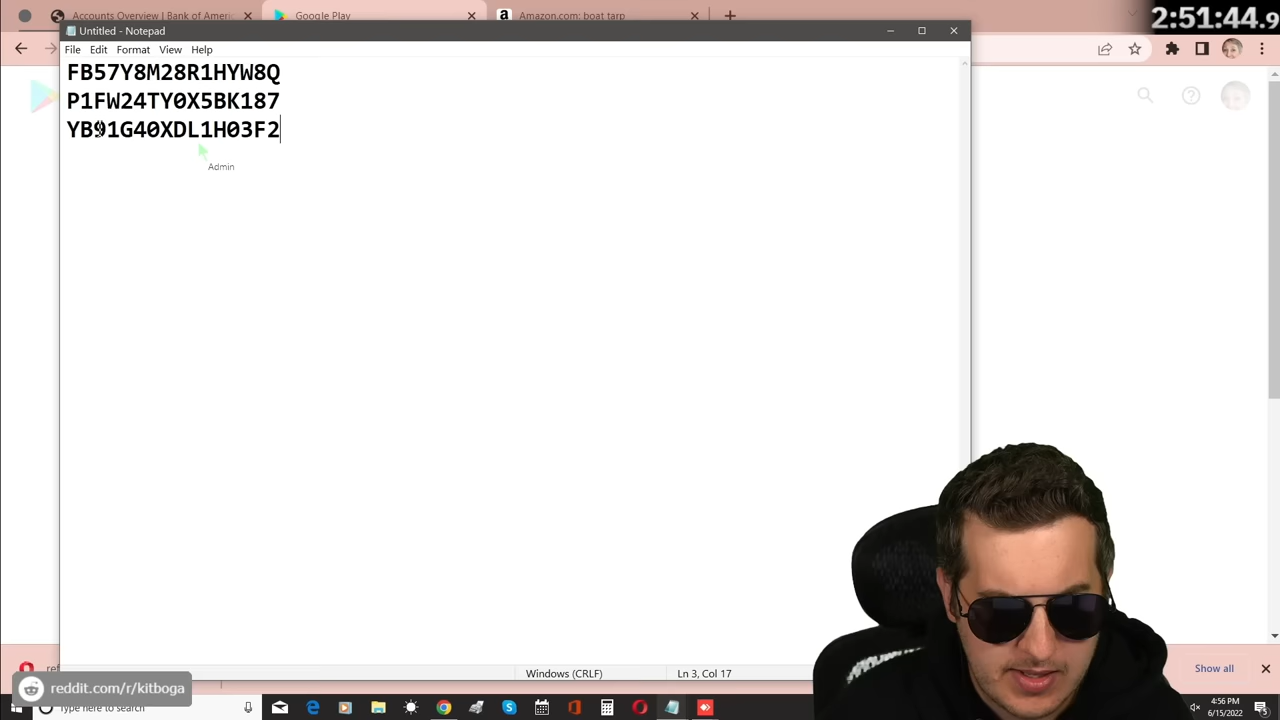 2:51:44.9
Accounts Overview | Bank of Ameri
Google Play
Amazon.com: boat tarp
Untitled - Notepad
File Edit Format View Help
FB57Y8M28R1HYW8Q
P1FW24TY0X5BK187
YB91G40XDL1H03F2
Admin
Windows (CRLF)
Ln 3, Col 17
Show all
reddit.com/r/kitboga
Type here to search
4:56 PM
6/15/2022